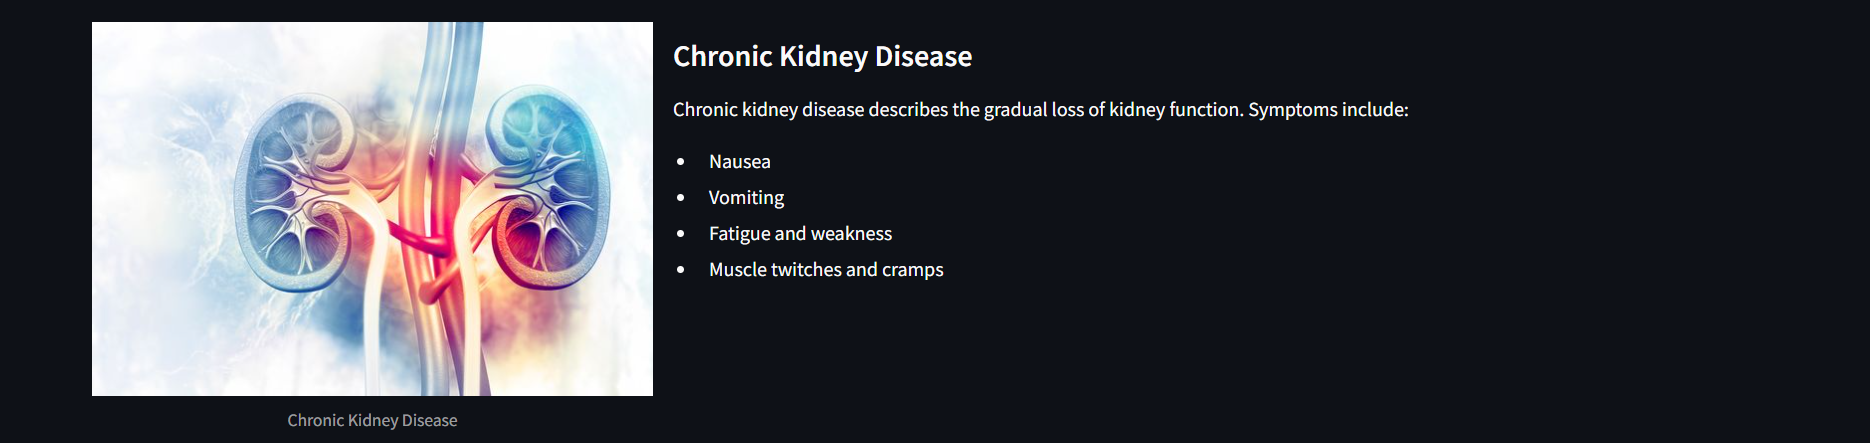 Chronic Kidney Disease
Chronic kidney disease describes the gradual loss of kidney function. Symptoms include:
• Nausea
• Vomiting
• Fatigue and weakness
• Muscle twitches and cramps
Chronic Kidney Disease